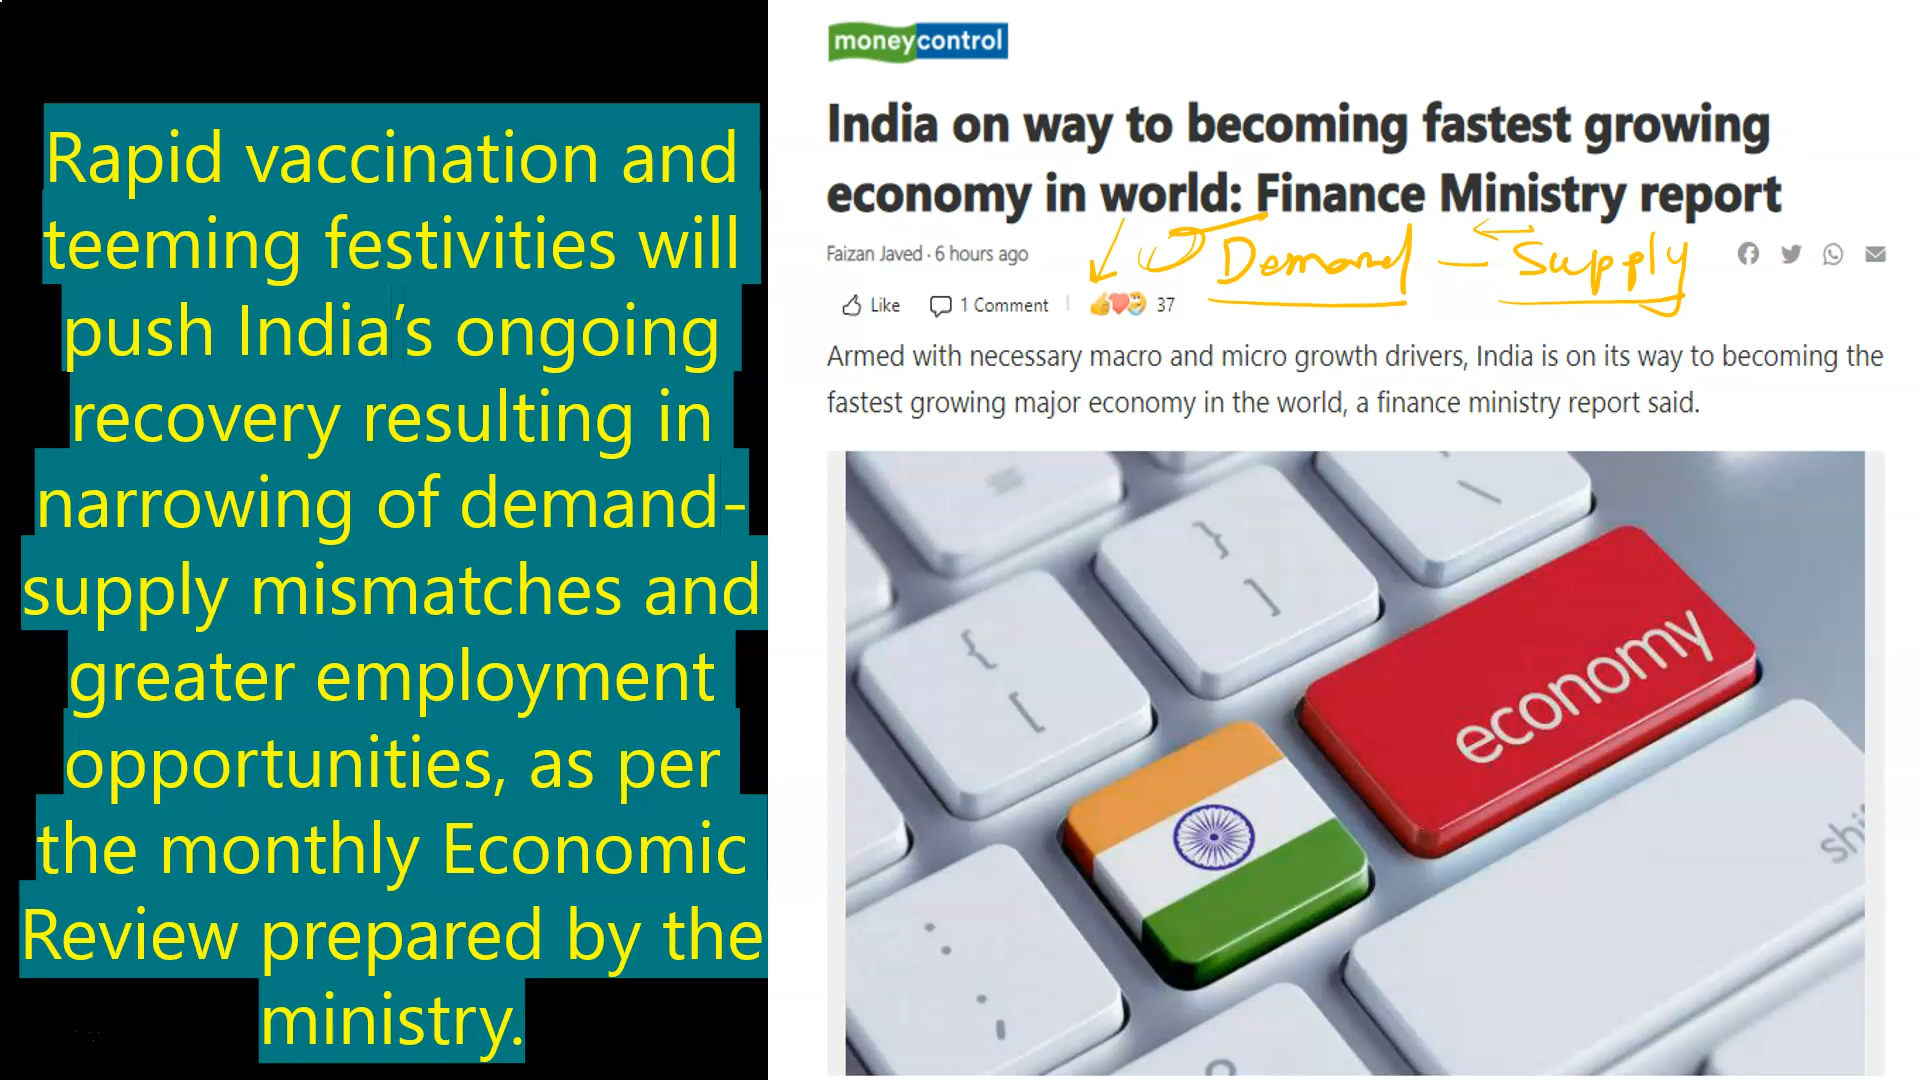 Rapid vaccination and
teeming festivities will
push India’s ongoing
recovery resulting in
narrowing of demand-
supply mismatches and
greater employment
opportunities, as per
the monthly Economic
Review prepared by the
ministry.
moneycontrol
India on way to becoming fastest growing
economy in world: Finance Ministry report
Faizan Javed · 6 hours ago
Demand – Supply
Like 1 Comment 37
Armed with necessary macro and micro growth drivers, India is on its way to becoming the
fastest growing major economy in the world, a finance ministry report said.
economy
shi